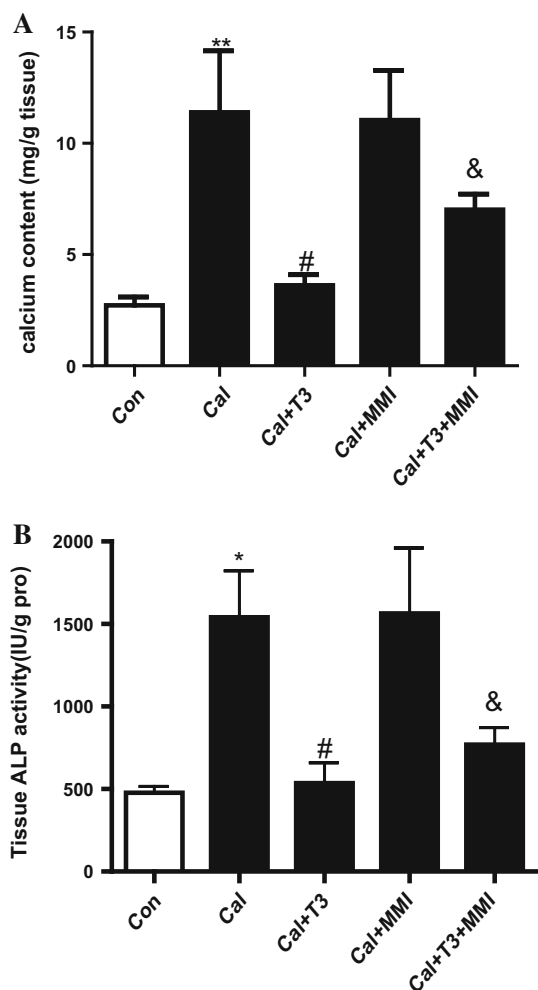 A
calcium content (mg/g tissue)
15
10
5
0
**
#
&
Con
Cal
Cal+T3
Cal+MMI
Cal+T3+MMI
B
Tissue ALP activity(IU/g pro)
2000
1500
1000
500
0
*
#
&
Con
Cal
Cal+T3
Cal+MMI
Cal+T3+MMI